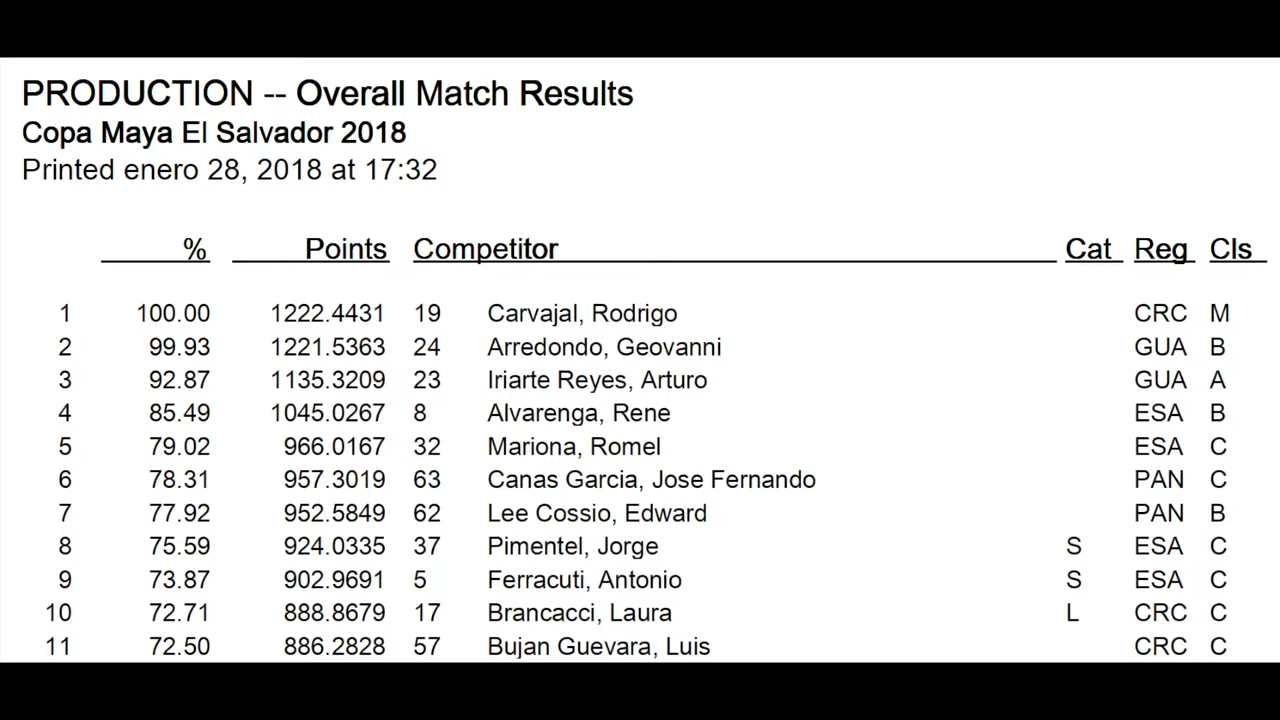 PRODUCTION -- Overall Match Results
Copa Maya El Salvador 2018
Printed enero 28, 2018 at 17:32
% Points Competitor Cat Reg Cls
1 100.00 1222.4431 19 Carvajal, Rodrigo CRC M
2 99.93 1221.5363 24 Arredondo, Geovanni GUA B
3 92.87 1135.3209 23 Iriarte Reyes, Arturo GUA A
4 85.49 1045.0267 8 Alvarenga, Rene ESA B
5 79.02 966.0167 32 Mariona, Romel ESA C
6 78.31 957.3019 63 Canas Garcia, Jose Fernando PAN C
7 77.92 952.5849 62 Lee Cossio, Edward PAN B
8 75.59 924.0335 37 Pimentel, Jorge S ESA C
9 73.87 902.9691 5 Ferracuti, Antonio S ESA C
10 72.71 888.8679 17 Brancacci, Laura L CRC C
11 72.50 886.2828 57 Bujan Guevara, Luis CRC C